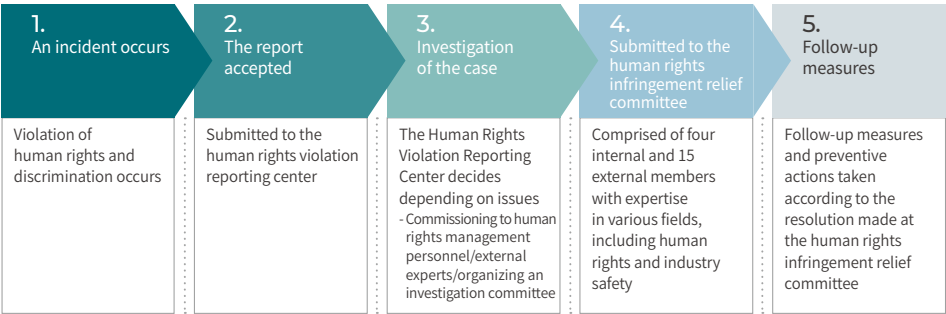 1.
An incident occurs
2.
The report
accepted
3.
Investigation
of the case
4.
Submitted to the
human rights
infringement relief
committee
5.
Follow-up
measures
Violation of
human rights and
discrimination occurs
Submitted to the
human rights violation
reporting center
The Human Rights
Violation Reporting
Center decides
depending on issues
- Commissioning to human
rights management
personnel/external
experts/organizing an
investigation committee
Comprised of four
internal and 15
external members
with expertise
in various fields,
including human
rights and industry
safety
Follow-up measures
and preventive
actions taken
according to the
resolution made at
the human rights
infringement relief
committee